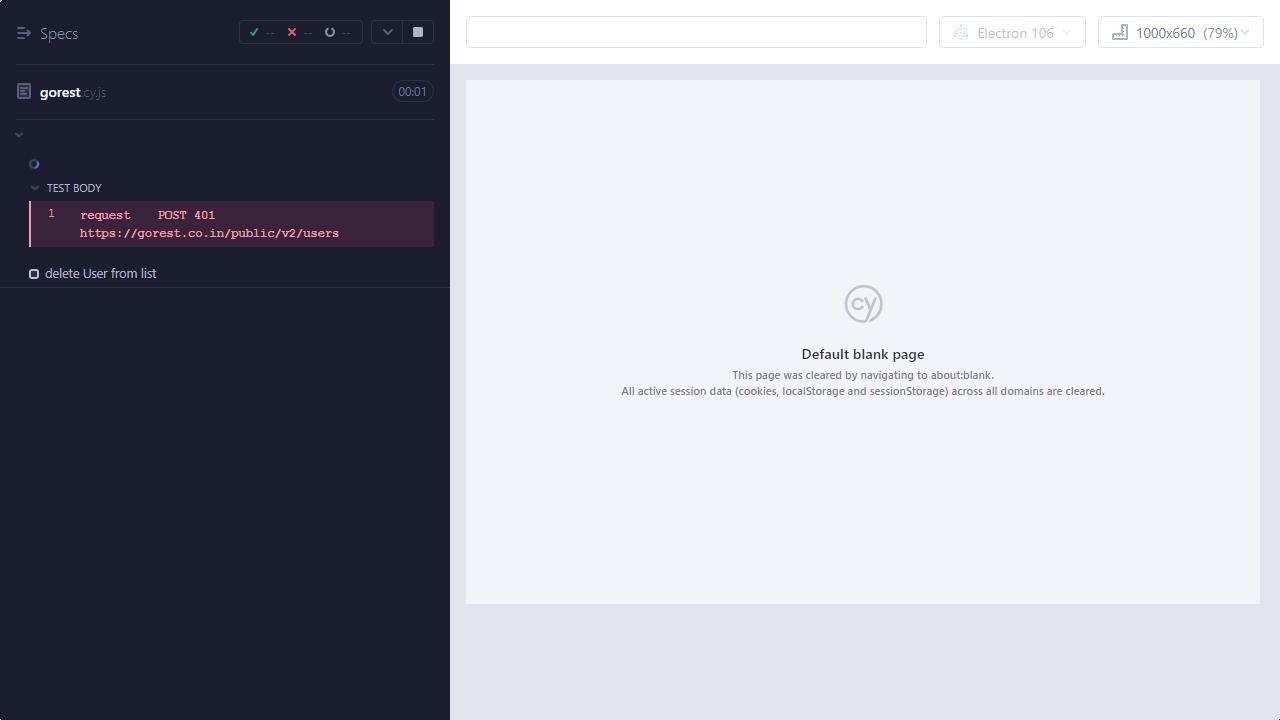 Specs
--
--
--
gorest cy.js
00:01
TEST BODY
1 request POST 401
https://gorest.co.in/public/v2/users
delete User from list
Electron 106
1000x660 (79%)
cy
Default blank page
This page was cleared by navigating to about:blank.
All active session data (cookies, localStorage and sessionStorage) across all domains are cleared.